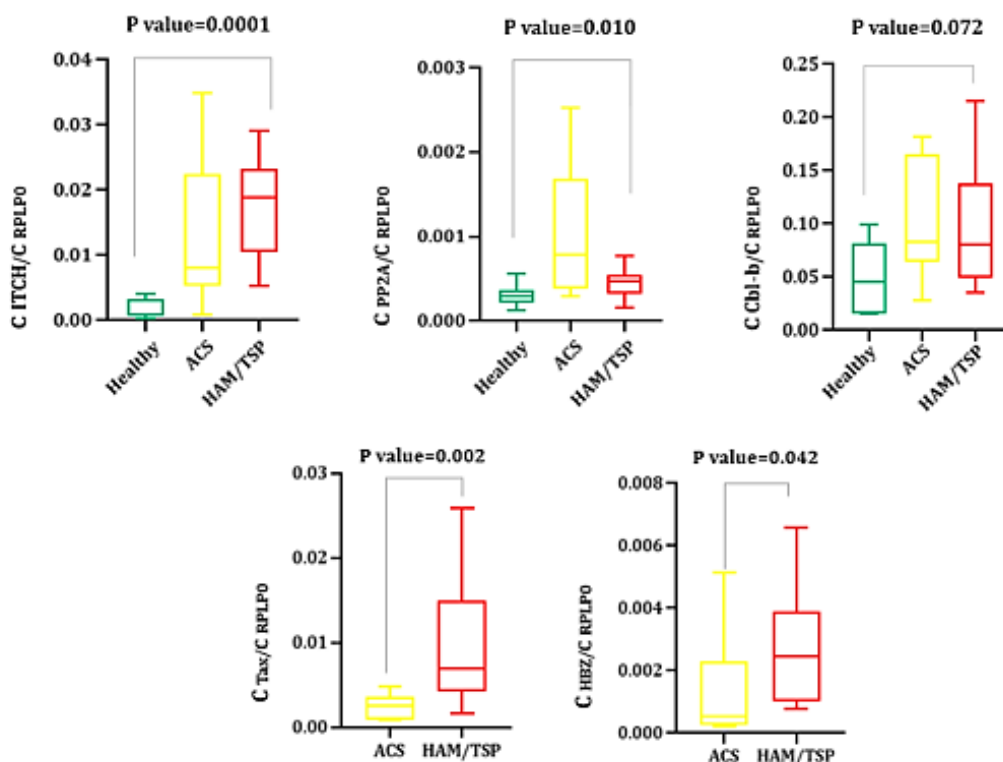 P value=0.0001
0.04
0.03
0.02
0.01
0.00
C ITCH/C RPLP0
Healthy
ACS
HAM/TSP
P value=0.010
0.003
0.002
0.001
0.000
C PP2A/C RPLP0
Healthy
ACS
HAM/TSP
P value=0.072
0.25
0.20
0.15
0.10
0.05
0.00
C Cbl-b/C RPLP0
Healthy
ACS
HAM/TSP
P value=0.002
0.03
0.02
0.01
0.00
C Tax/C RPLP0
ACS
HAM/TSP
P value=0.042
0.008
0.006
0.004
0.002
0.000
C HBZ/C RPLP0
ACS
HAM/TSP